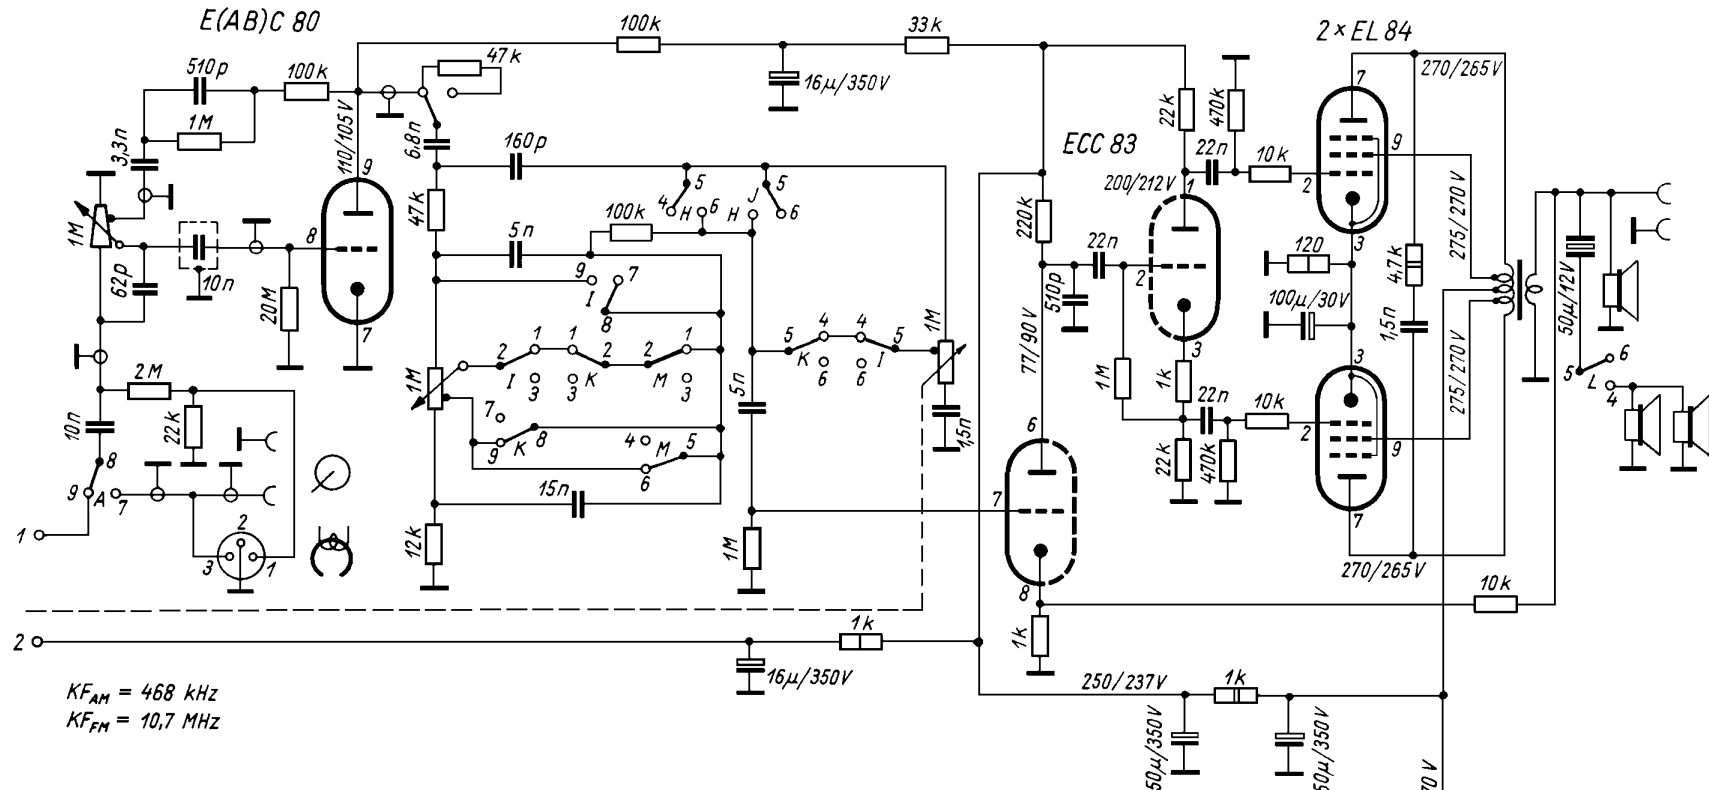 E(AB)C 80
510p
100k
1M
3,3n
1M
62p
10n
20M
110/105V
9
8
7
2M
22k
10n
8
9 A 7
1
2
3 1
47k
6,8n
160p
47k
5n
1M
12k
15n
100k
16µ/350V
33k
5
4 H 6
5
J
H 6
100k
9 I 7
8
2 1 1 2 2 1
I K M
3 3 3
7
9 K 8
4 M 5
6
5n
1M
5 4 4 5
K I
6 6
1M
1,5n
220k
77/90V
6
7
8
1k
510p
22n
ECC 83
200/212V
1
2
3
22k
470k
22n
10k
1M
1k
22n
10k
22k
470k
2×EL 84
7
2 9
3
120
100µ/30V
3
2 9
7
270/265V
4,7k
1,5n
275/270V
275/270V
270/265V
50µ/12V
5 6
L
4
10k
2
1k
16µ/350V
250/237V
1k
50µ/350V
50µ/350V
70V
KF_AM = 468 kHz
KF_FM = 10,7 MHz